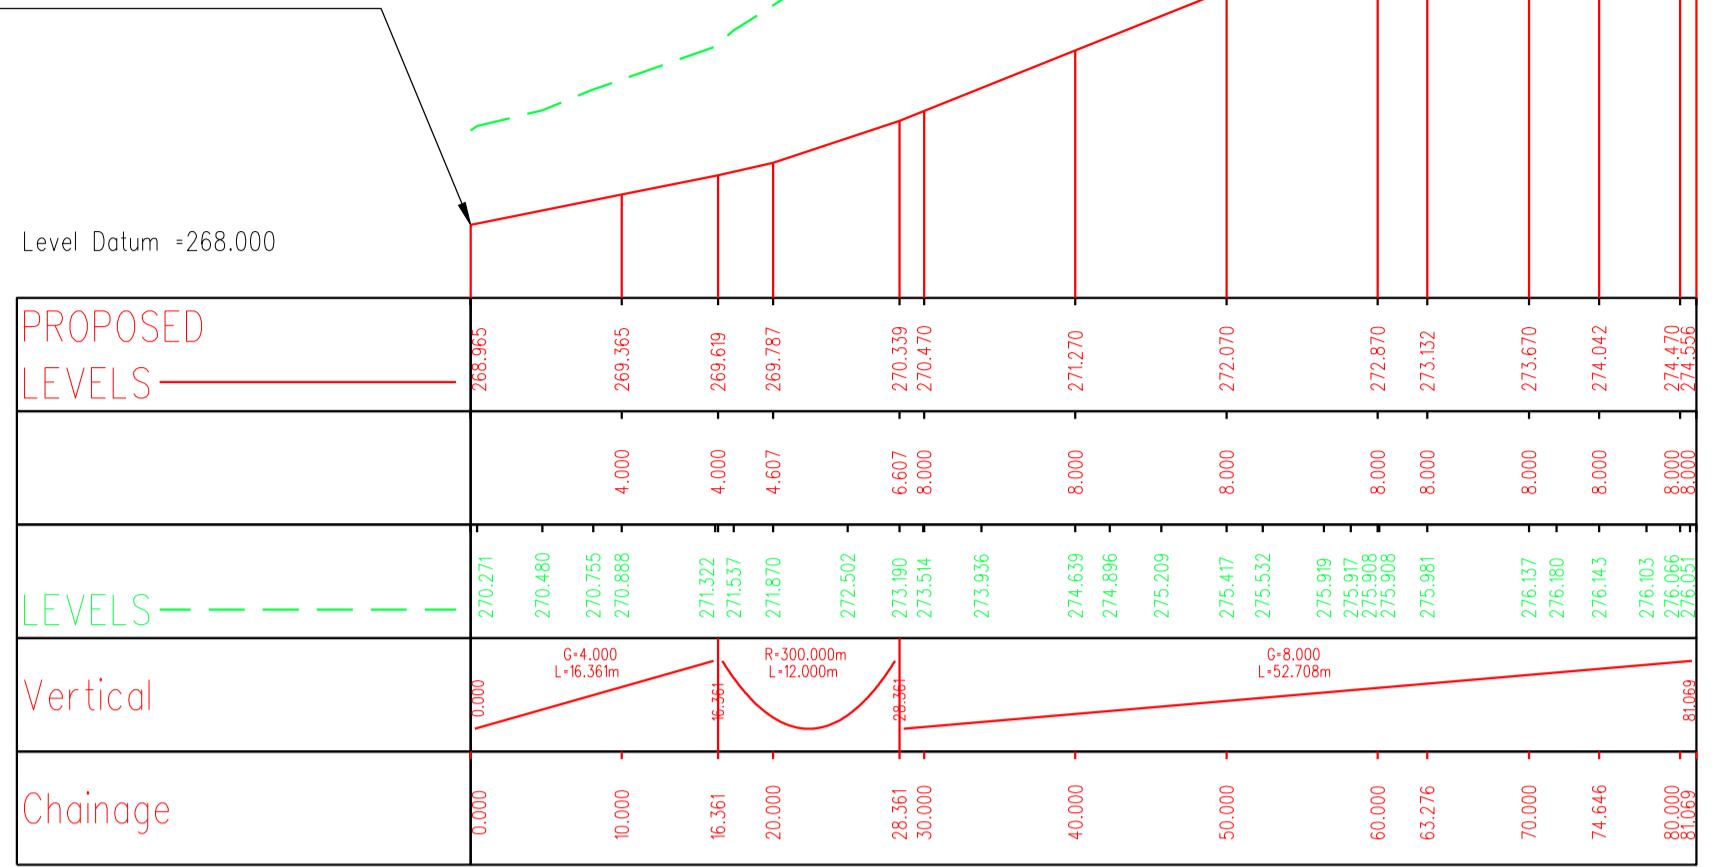 Level Datum =268.000
PROPOSED
LEVELS
268.965 269.365 269.619 269.787 270.339 270.470 271.270 272.070 272.870 273.132 273.670 274.042 274.470 274.556
4.000 4.000 4.607 6.607 8.000 8.000 8.000 8.000 8.000 8.000 8.000 8.000 8.000
LEVELS
270.271 270.480 270.755 270.888 271.322 271.537 271.870 272.502 273.190 273.514 273.936 274.639 274.896 275.209 275.417 275.532 275.919 275.917 275.908 275.908 275.981 276.137 276.180 276.143 276.103 276.066 276.051
Vertical
G=4.000
L=16.361m
R=300.000m
L=12.000m
G=8.000
L=52.708m
0.000 16.361 28.361 81.069
Chainage
0.000 10.000 16.361 20.000 28.361 30.000 40.000 50.000 60.000 63.276 70.000 74.646 80.000 81.069